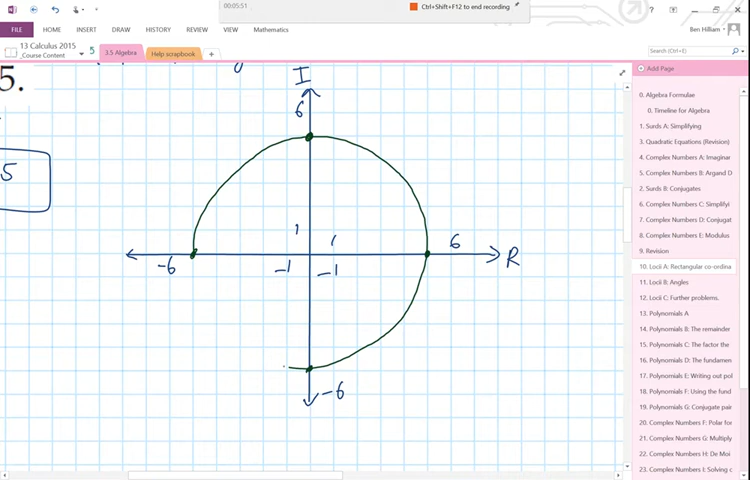 00:05:51
Ctrl+Shift+F12 to end recording
?
Ben Hilliam
FILE HOME INSERT DRAW HISTORY REVIEW VIEW Mathematics
13 Calculus 2015
_Course Content
5
3.5 Algebra
Help scrapbook
+
Search (Ctrl+E)
Add Page
0. Algebra Formulae
0. Timeline for Algebra
1. Surds A: Simplifying
3. Quadratic Equations (Revision)
4. Complex Numbers A: Imaginar
5. Complex Numbers B: Argand D
2. Surds B: Conjugates
6. Complex Numbers C: Simplifyi
7. Complex Numbers D: Conjugat
8. Complex Numbers E: Modulus
9. Revision
10. Locii A: Rectangular co-ordina
11. Locii B: Angles
12. Locii C: Further problems.
13. Polynomials A
14. Polynomials B: The remainder
15. Polynomials C: The factor the
16. Polynomials D: The fundamen
17. Polynomials E: Writing out pol
18. Polynomials F: Using the fund
19. Polynomials G: Conjugate pair
20. Complex Numbers F: Polar for
21. Complex Numbers G: Multiply
22. Complex Numbers H: De Moi
23. Complex Numbers I: Solving c
5.
I
6
5
1 1
6
-6
-1 -1
R
-6